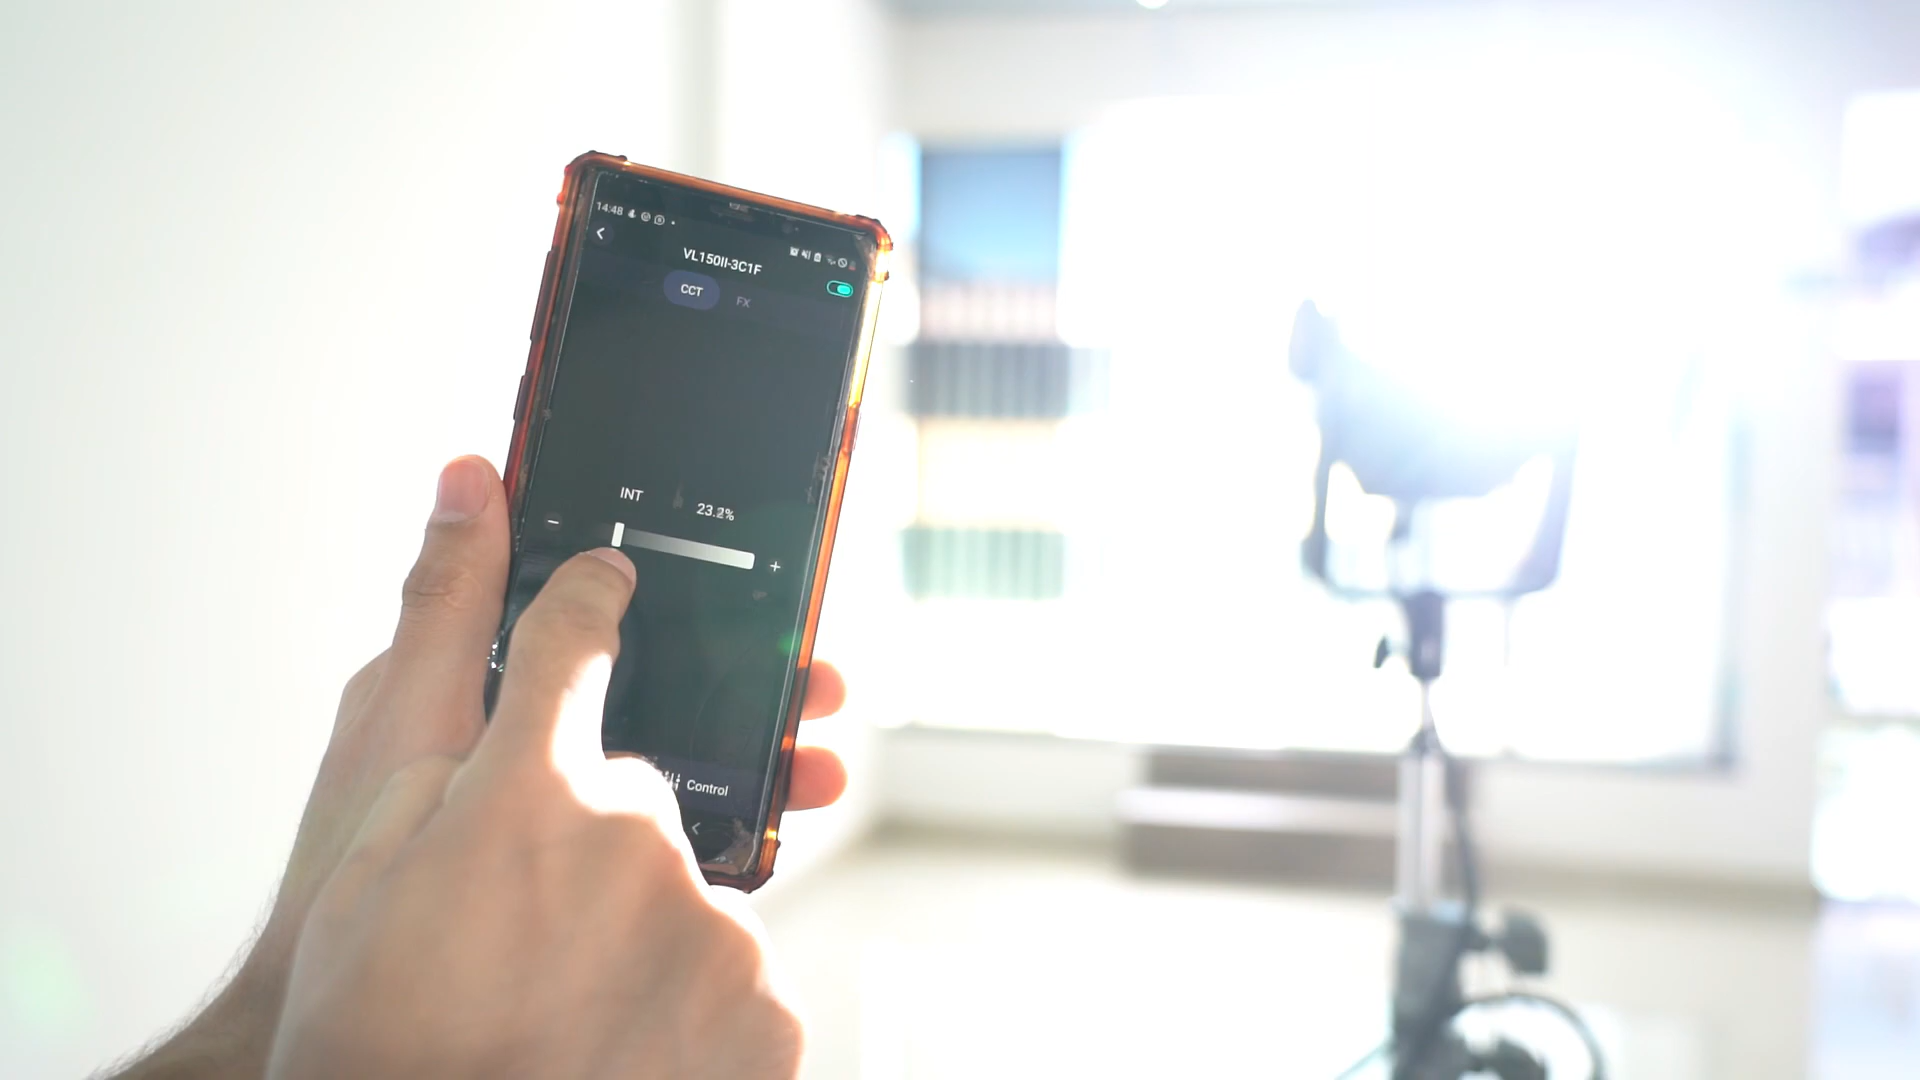 14:48
VL150II-3C1F
CCT FX
INT 23.2%
− +
Control